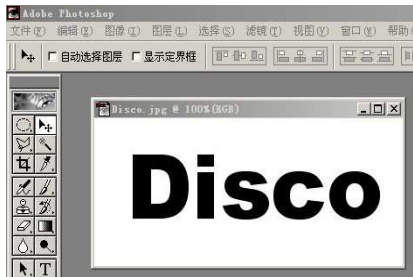 Adobe Photoshop
文件(F) 编辑(E) 图像(I) 图层(L) 选择(S) 滤镜(T) 视图(V) 窗口(W) 帮助(
自动选择图层 显示定界框
Disco.jpg @ 100%(RGB)
Disco
T